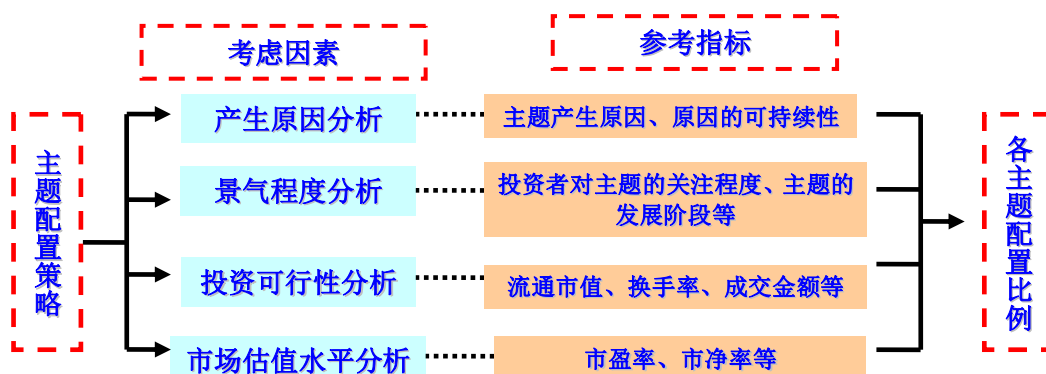 考虑因素
参考指标
主题配置策略
产生原因分析
主题产生原因、原因的可持续性
景气程度分析
投资者对主题的关注程度、主题的
发展阶段等
投资可行性分析
流通市值、换手率、成交金额等
市场估值水平分析
市盈率、市净率等
各主题配置比例